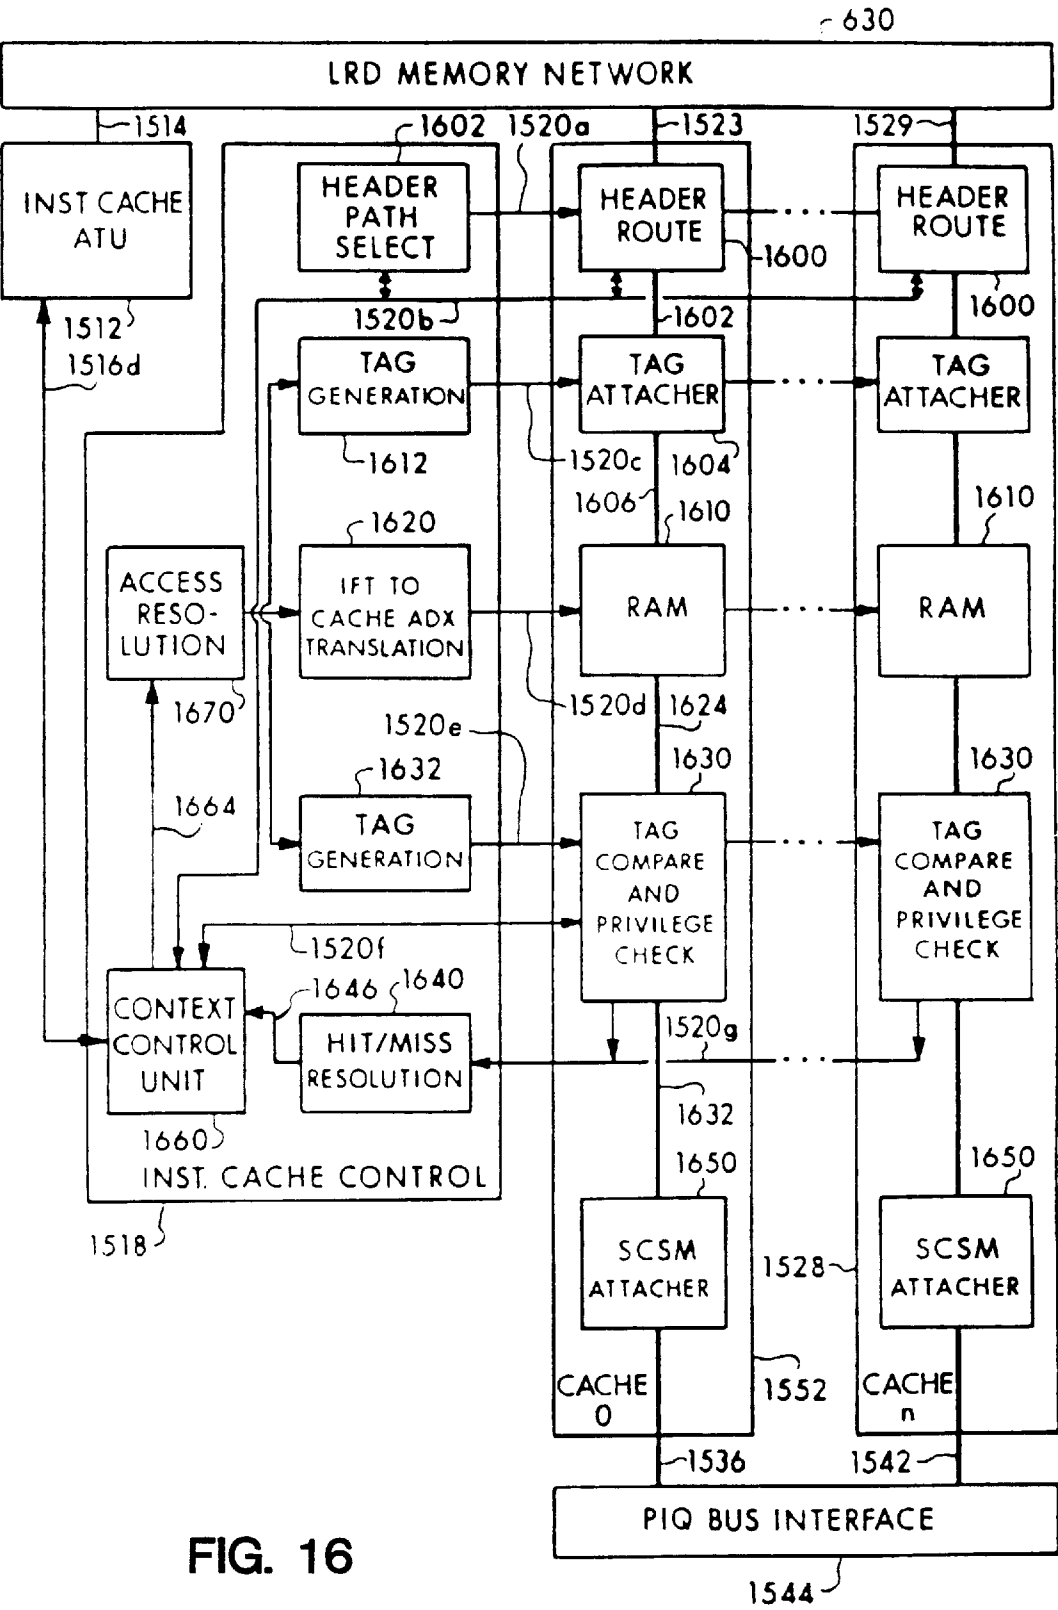 630
LRD MEMORY NETWORK
1514
1602
1520a
1523
1529
INST CACHE
ATU
HEADER
PATH
SELECT
HEADER
ROUTE
HEADER
ROUTE
1600
1600
1512
1520b
1602
1516d
TAG
GENERATION
TAG
ATTACHER
TAG
ATTACHER
1612
1520c
1604
1606
1610
1610
1620
ACCESS
RESO-
LUTION
IFT TO
CACHE ADX
TRANSLATION
RAM
RAM
1670
1520d
1624
1520e
1632
1630
1630
1664
TAG
GENERATION
TAG
COMPARE
AND
PRIVILEGE
CHECK
TAG
COMPARE
AND
PRIVILEGE
CHECK
1520f
1646
1640
CONTEXT
CONTROL
UNIT
HIT/MISS
RESOLUTION
1520g
1632
1660
INST. CACHE CONTROL
1650
1650
1518
SCSM
ATTACHER
1528
SCSM
ATTACHER
CACHE
0
1552
CACHE
n
1536
1542
PIQ BUS INTERFACE
FIG. 16
1544